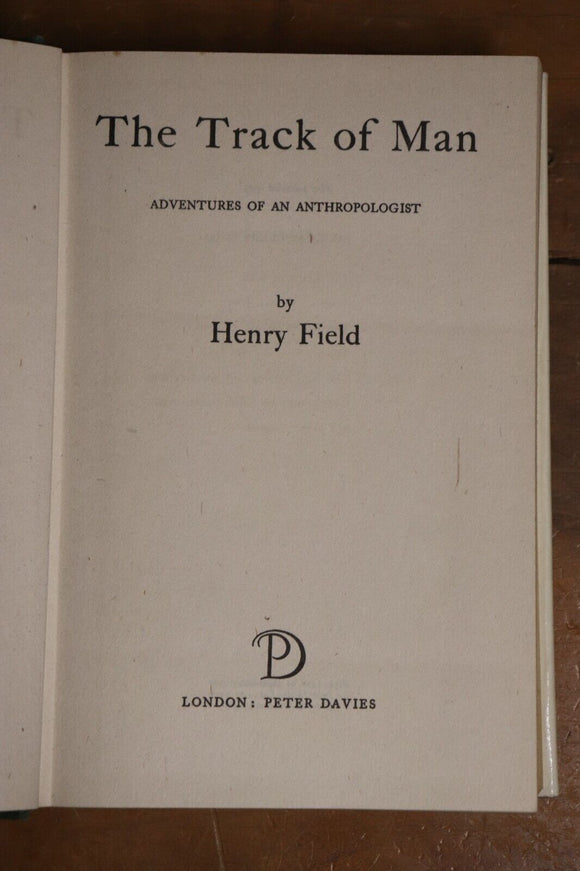 The Track of Man
ADVENTURES OF AN ANTHROPOLOGIST
by
Henry Field
PD
LONDON: PETER DAVIES